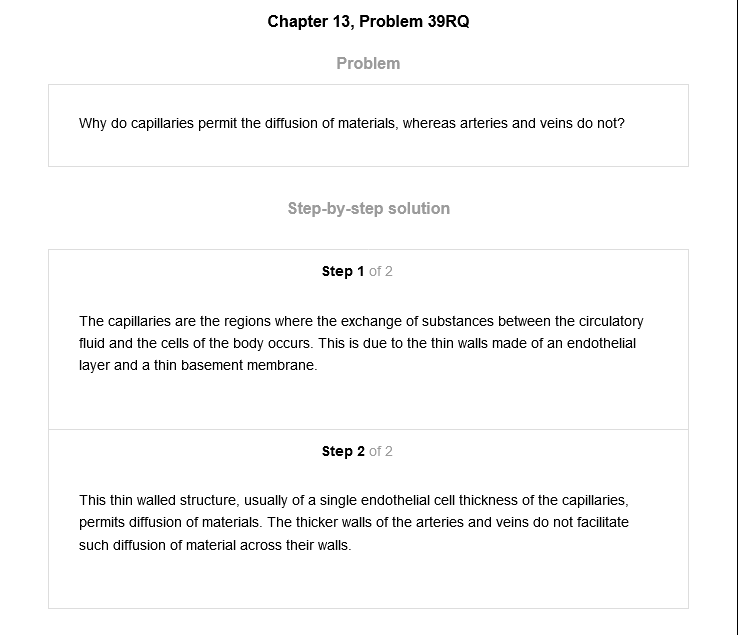 Chapter 13, Problem 39RQ
Problem
Why do capillaries permit the diffusion of materials, whereas arteries and veins do not?
Step-by-step solution
Step 1 of 2
The capillaries are the regions where the exchange of substances between the circulatory
fluid and the cells of the body occurs. This is due to the thin walls made of an endothelial
layer and a thin basement membrane.
Step 2 of 2
This thin walled structure, usually of a single endothelial cell thickness of the capillaries,
permits diffusion of materials. The thicker walls of the arteries and veins do not facilitate
such diffusion of material across their walls.